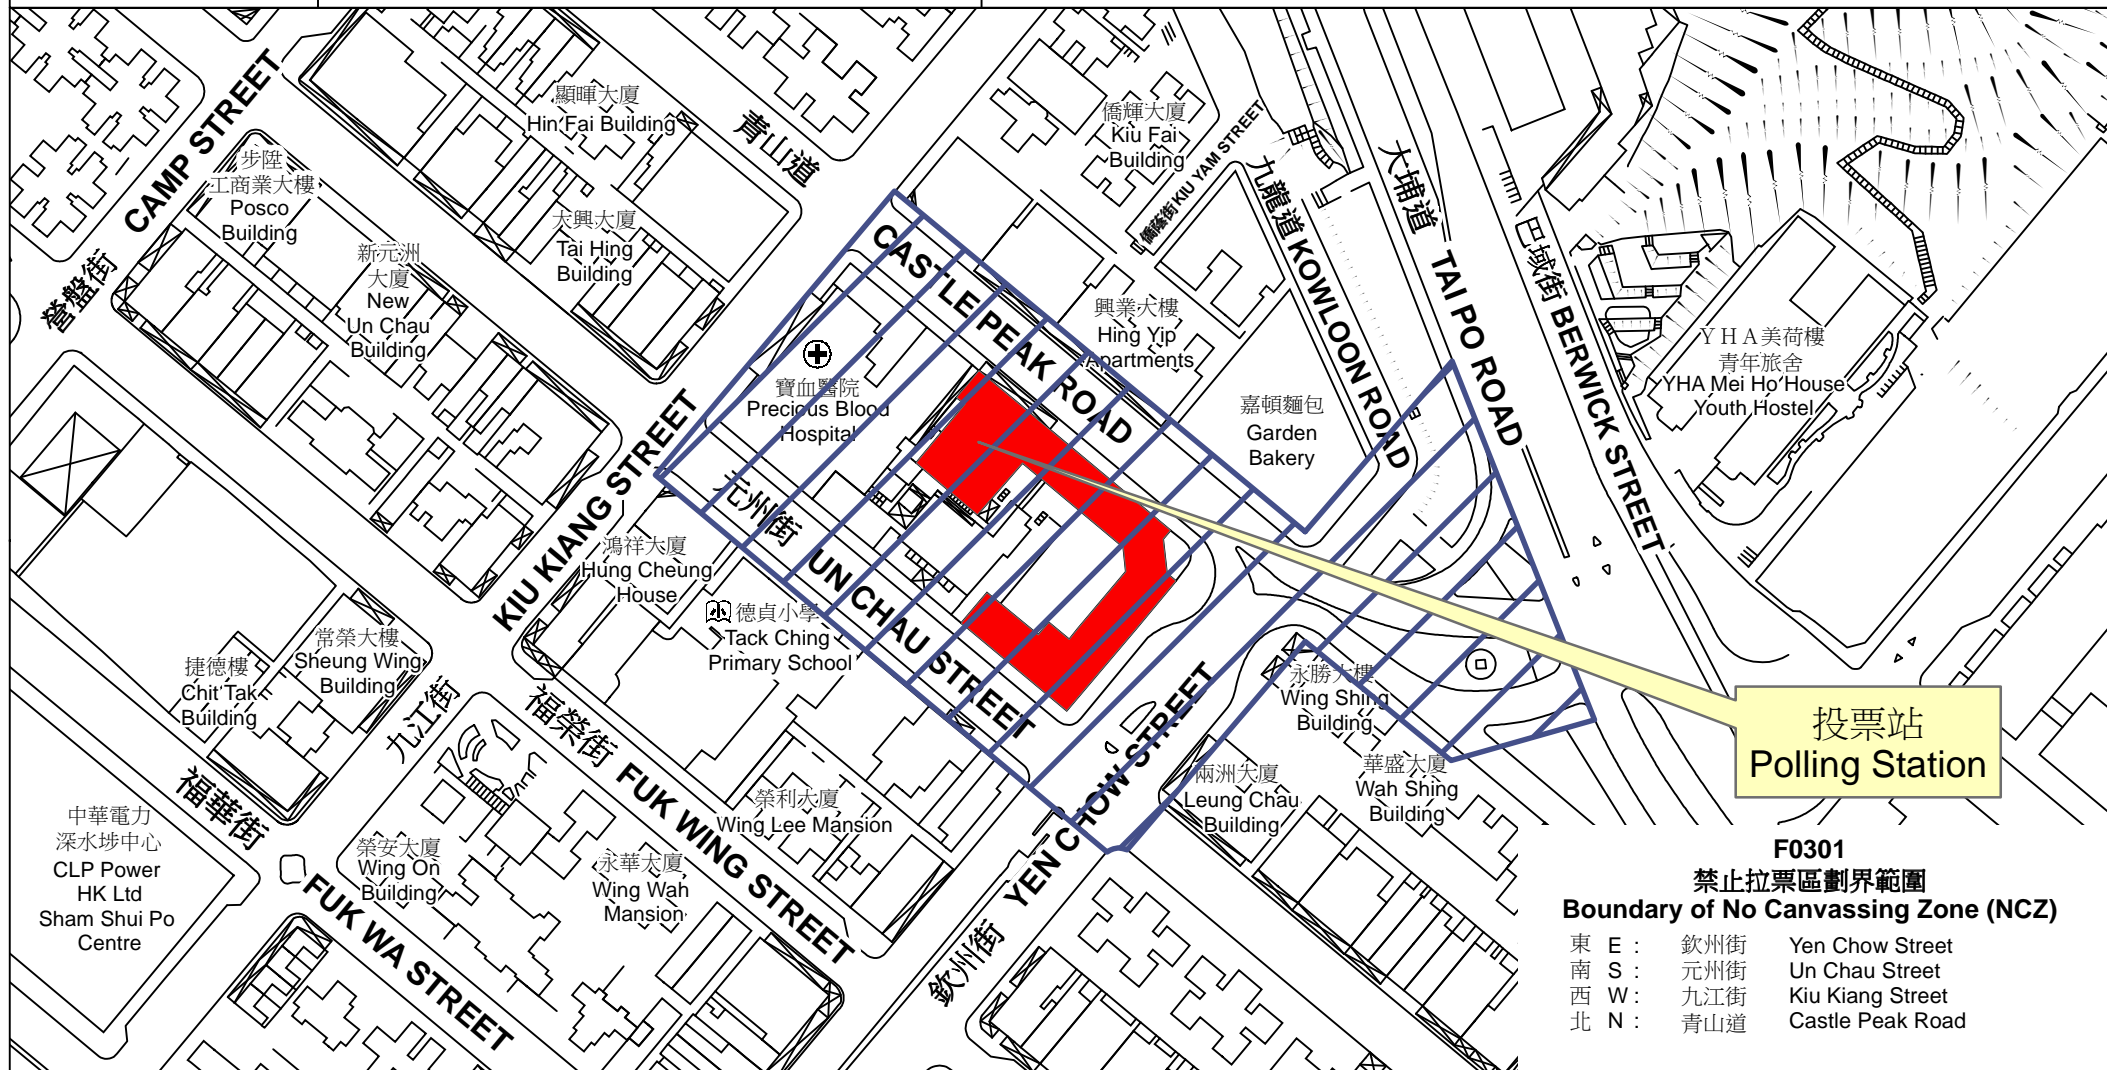 CAMP STREET
營盤街
步陞
工商業大樓
Posco
Building
顯暉大廈
Hin Fai Building
青山道
大興大廈
Tai Hing
Building
新元洲
大廈
New
Un Chau
Building
僑輝大廈
Kiu Fai
Building
僑蔭街 KIU YAM STREET
九龍道 KOWLOON ROAD
大埔道 TAI PO ROAD
巴域街 BERWICK STREET
CASTLE PEAK ROAD
興業大樓
Hing Yip
Apartments
嘉頓麵包
Garden
Bakery
YHA美荷樓
青年旅舍
YHA Mei Ho House
Youth Hostel
寶血醫院
Precious Blood
Hospital
KIU KIANG STREET
九江街
元州街 UN CHAU STREET
鴻祥大廈
Hung Cheung
House
德貞小學
Tack Ching
Primary School
常榮大樓
Sheung Wing
Building
捷德樓
Chit Tak
Building
福榮街 FUK WING STREET
福華街
FUK WA STREET
永勝大樓
Wing Shing
Building
兩洲大廈
Leung Chau
Building
華盛大廈
Wah Shing
Building
榮利大廈
Wing Lee Mansion
榮安大廈
Wing On
Building
永華大廈
Wing Wah
Mansion
中華電力
深水埗中心
CLP Power
HK Ltd
Sham Shui Po
Centre
欽州街 YEN CHOW STREET
投票站
Polling Station
F0301
禁止拉票區劃界範圍
Boundary of No Canvassing Zone (NCZ)
東 E : 欽州街 Yen Chow Street
南 S : 元州街 Un Chau Street
西 W : 九江街 Kiu Kiang Street
北 N : 青山道 Castle Peak Road